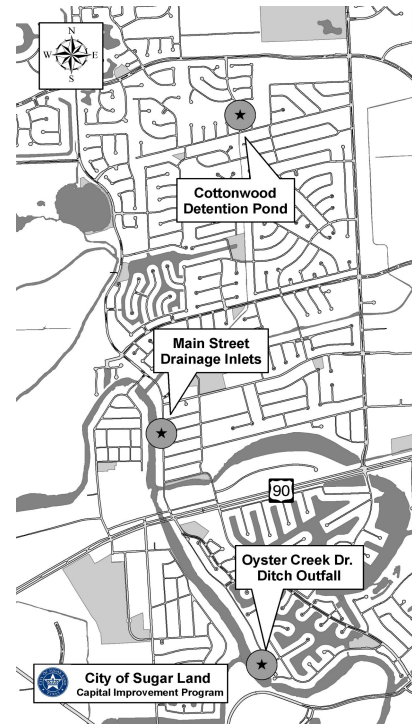 N
W E
S
Cottonwood
Detention Pond
Main Street
Drainage Inlets
90
Oyster Creek Dr.
Ditch Outfall
City of Sugar Land
Capital Improvement Program